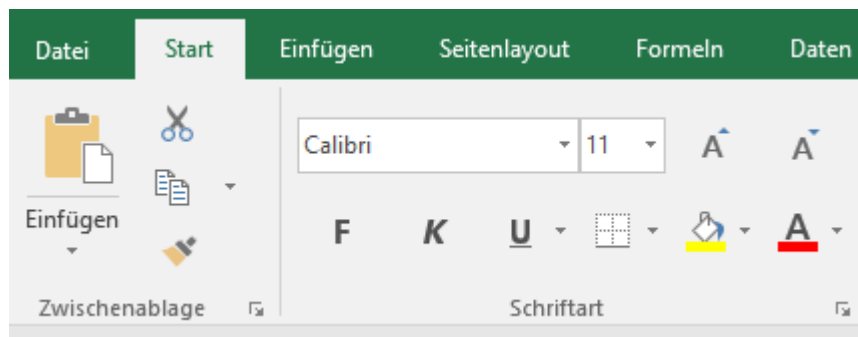 Datei Start Einfügen Seitenlayout Formeln Daten
Calibri 11 A A
Einfügen F K U A
Zwischenablage Schriftart